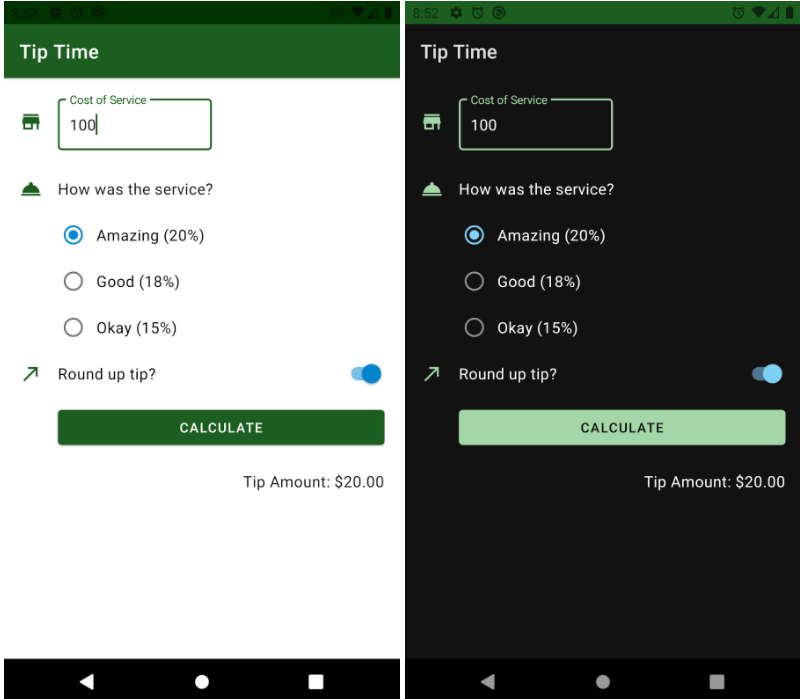 8:52
Tip Time
Cost of Service
100
How was the service?
Amazing (20%)
Good (18%)
Okay (15%)
Round up tip?
CALCULATE
Tip Amount: $20.00
8:52
Tip Time
Cost of Service
100
How was the service?
Amazing (20%)
Good (18%)
Okay (15%)
Round up tip?
CALCULATE
Tip Amount: $20.00